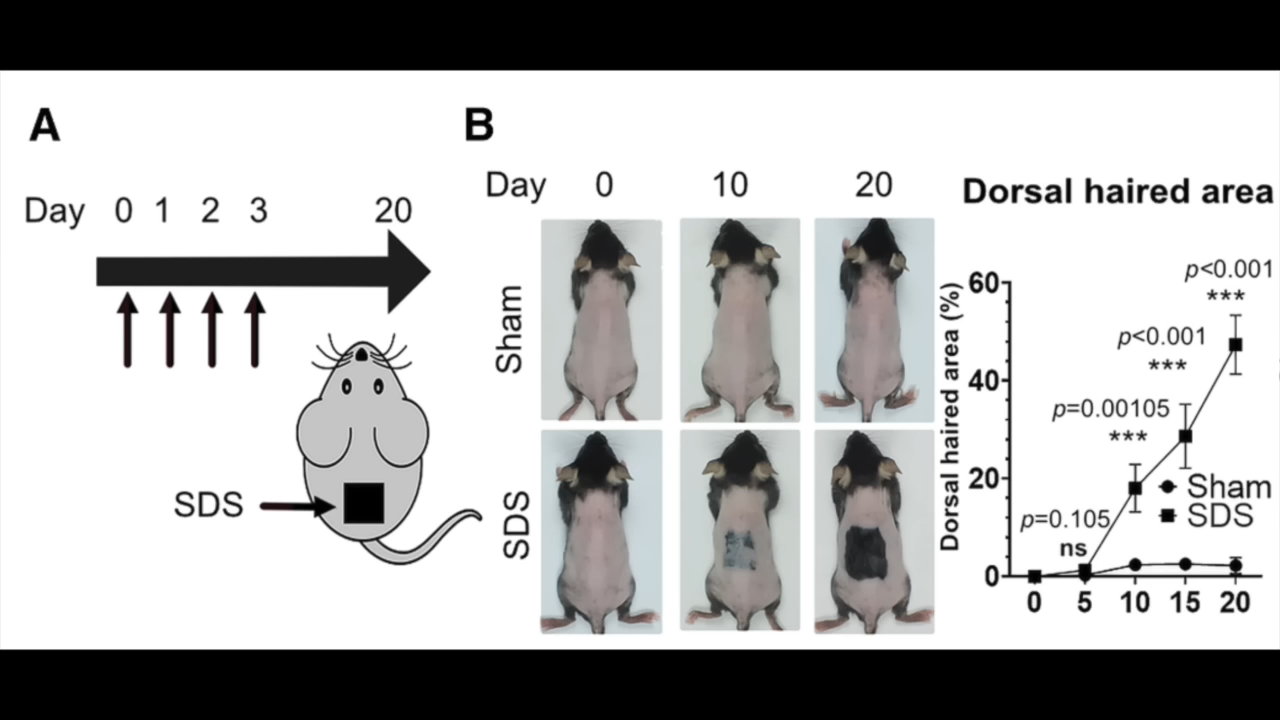 A
Day 0 1 2 3 20
SDS
B
Day 0 10 20
Sham
SDS
Dorsal haired area
Dorsal haired area (%)
60
40
20
0
p<0.001
***
p<0.001
***
p=0.00105
***
p=0.105
ns
Sham
SDS
0 5 10 15 20